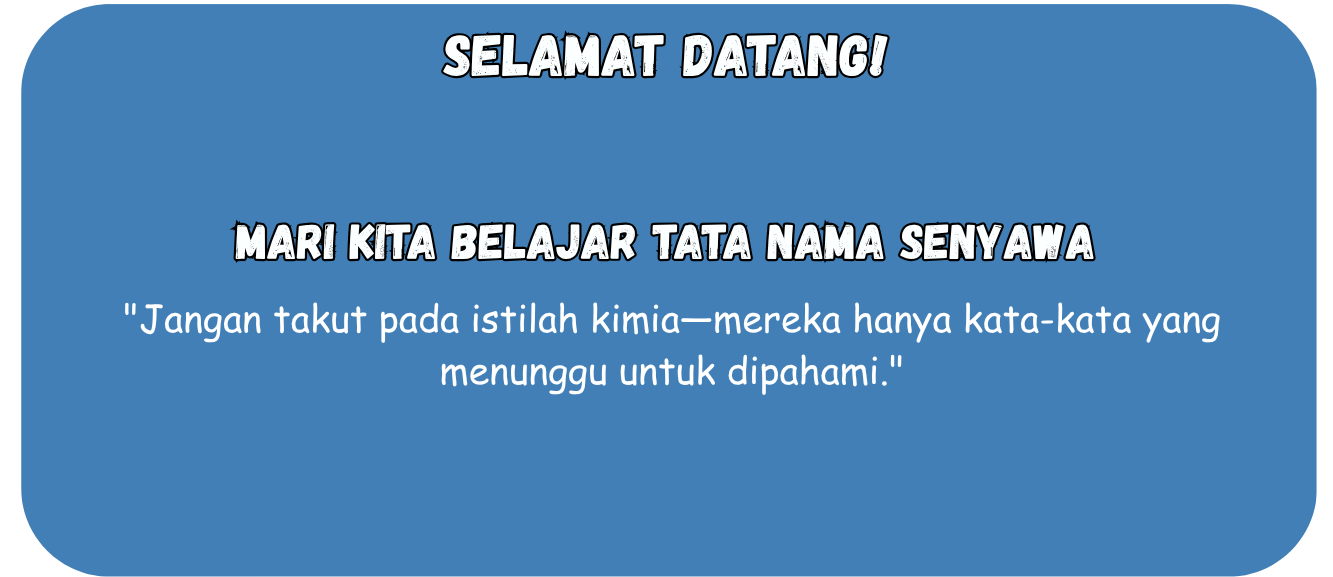 SELAMAT DATANG!
MARI KITA BELAJAR TATA NAMA SENYAWA
"Jangan takut pada istilah kimia—mereka hanya kata-kata yang
menunggu untuk dipahami."